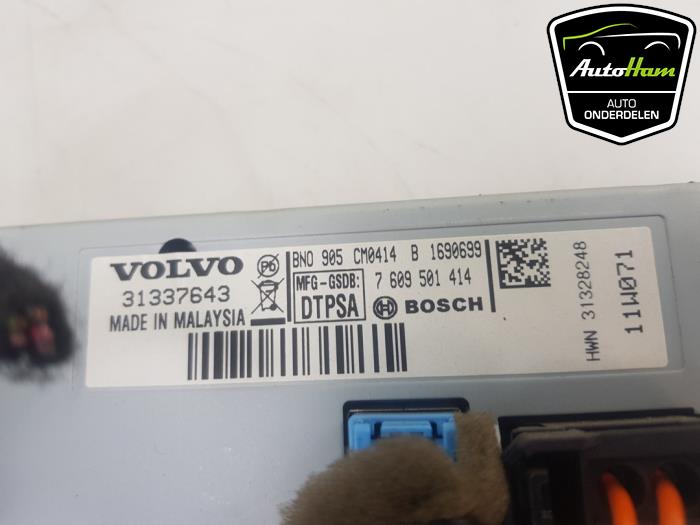 AutoHam
AUTO
ONDERDELEN
VOLVO
31337643
MADE IN MALAYSIA
BNO 905 CM0414 B 1690699
MFG-GSDB:
DTPSA
7 609 501 414
BOSCH
HWN 31328248
11W071